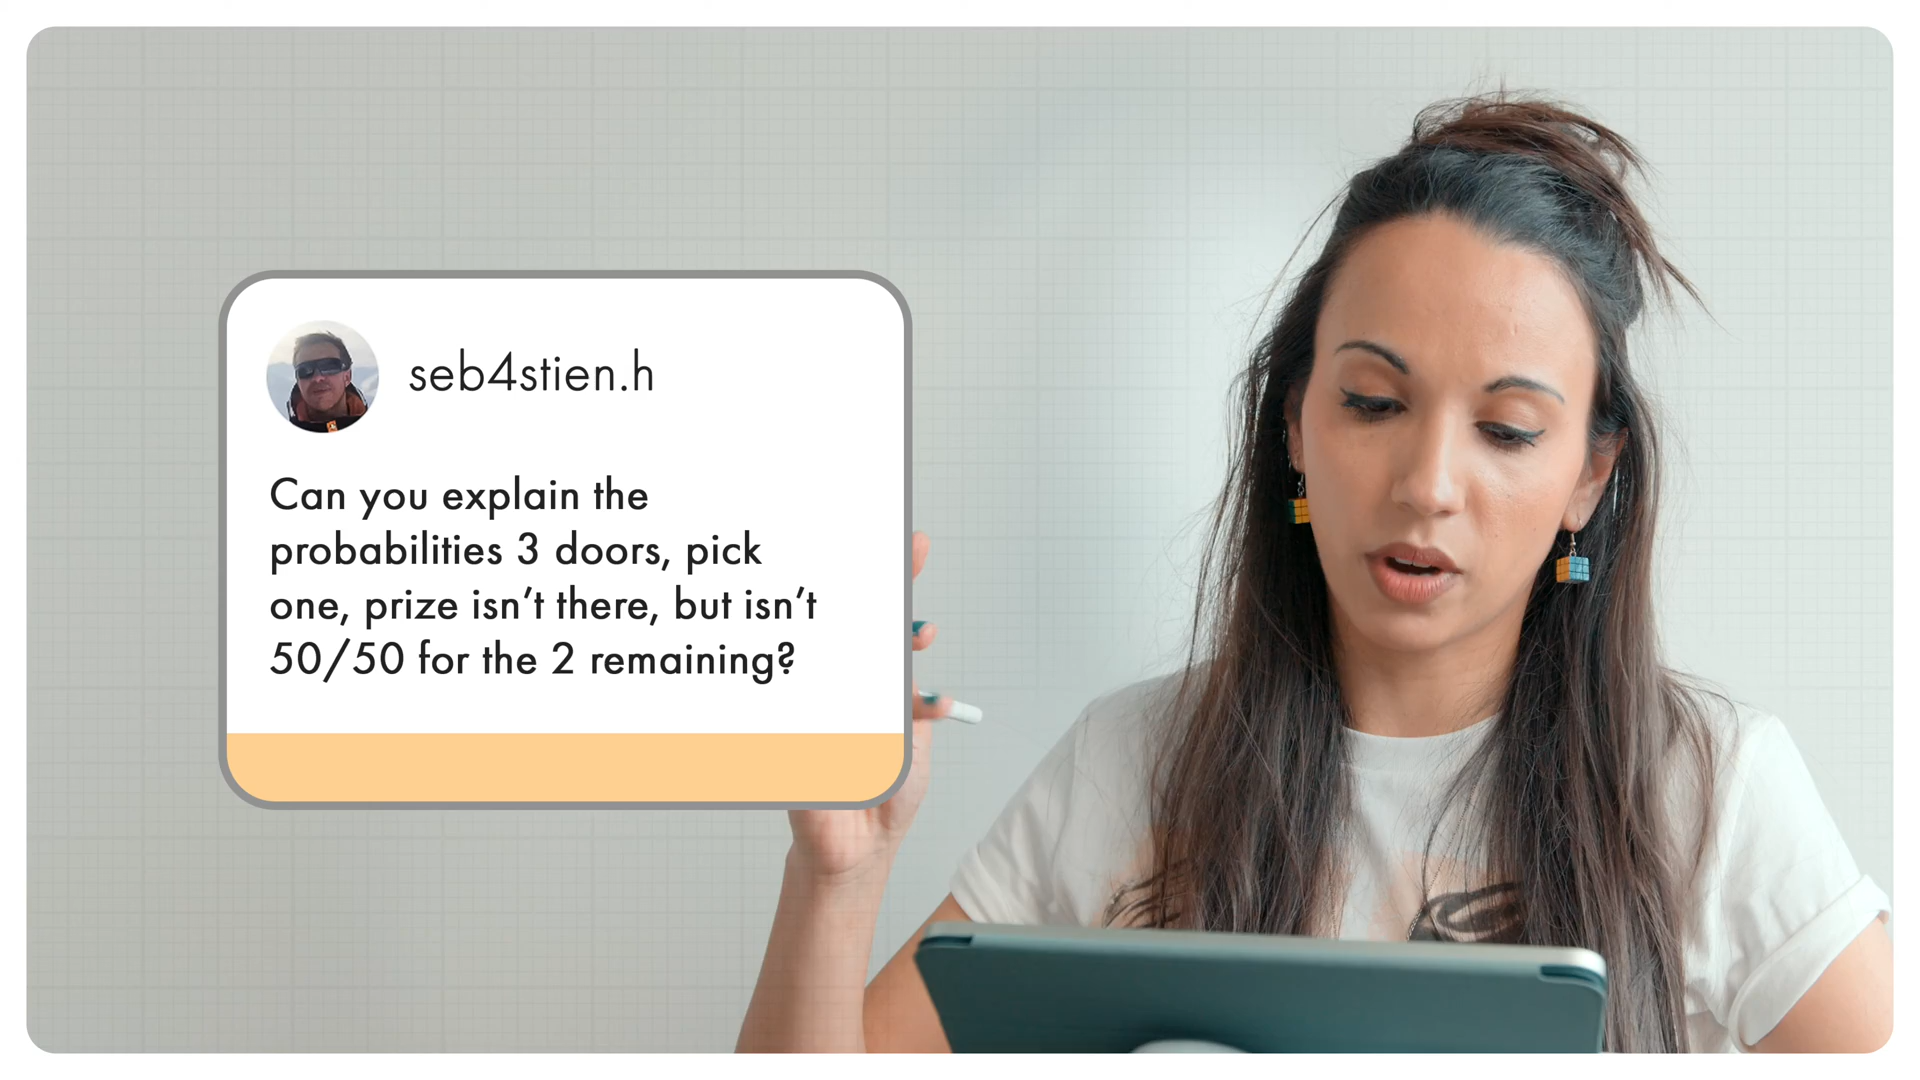 seb4stien.h
Can you explain the
probabilities 3 doors, pick
one, prize isn’t there, but isn’t
50/50 for the 2 remaining?